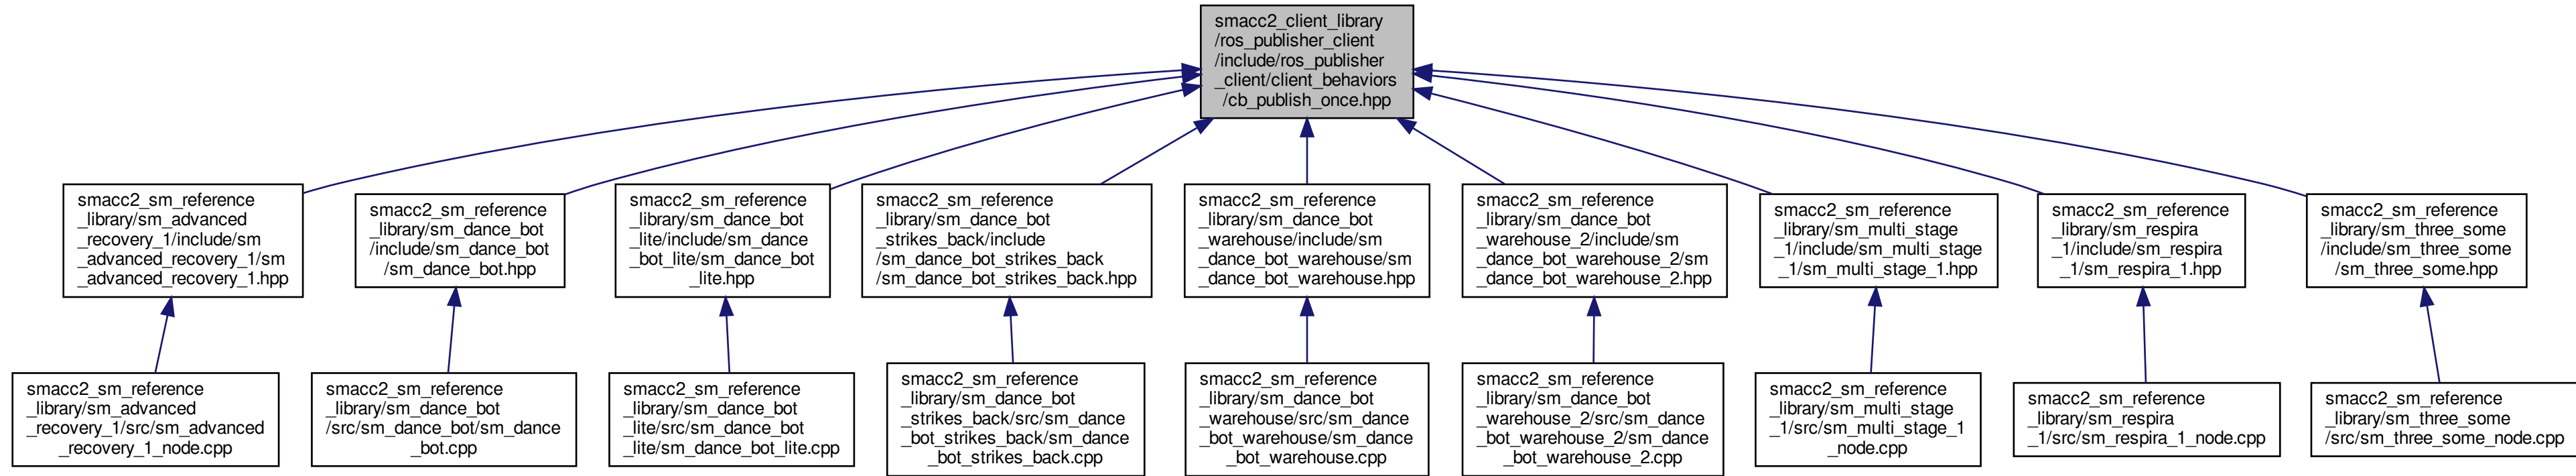 smacc2_client_library
/ros_publisher_client
/include/ros_publisher
_client/client_behaviors
/cb_publish_once.hpp
smacc2_sm_reference
_library/sm_advanced
_recovery_1/include/sm
_advanced_recovery_1/sm
_advanced_recovery_1.hpp
smacc2_sm_reference
_library/sm_dance_bot
/include/sm_dance_bot
/sm_dance_bot.hpp
smacc2_sm_reference
_library/sm_dance_bot
_lite/include/sm_dance
_bot_lite/sm_dance_bot
_lite.hpp
smacc2_sm_reference
_library/sm_dance_bot
_strikes_back/include
/sm_dance_bot_strikes_back
/sm_dance_bot_strikes_back.hpp
smacc2_sm_reference
_library/sm_dance_bot
_warehouse/include/sm
_dance_bot_warehouse/sm
_dance_bot_warehouse.hpp
smacc2_sm_reference
_library/sm_dance_bot
_warehouse_2/include/sm
_dance_bot_warehouse_2/sm
_dance_bot_warehouse_2.hpp
smacc2_sm_reference
_library/sm_multi_stage
_1/include/sm_multi_stage
_1/sm_multi_stage_1.hpp
smacc2_sm_reference
_library/sm_respira
_1/include/sm_respira
_1/sm_respira_1.hpp
smacc2_sm_reference
_library/sm_three_some
/include/sm_three_some
/sm_three_some.hpp
smacc2_sm_reference
_library/sm_advanced
_recovery_1/src/sm_advanced
_recovery_1_node.cpp
smacc2_sm_reference
_library/sm_dance_bot
/src/sm_dance_bot/sm_dance
_bot.cpp
smacc2_sm_reference
_library/sm_dance_bot
_lite/src/sm_dance_bot
_lite/sm_dance_bot_lite.cpp
smacc2_sm_reference
_library/sm_dance_bot
_strikes_back/src/sm_dance
_bot_strikes_back/sm_dance
_bot_strikes_back.cpp
smacc2_sm_reference
_library/sm_dance_bot
_warehouse/src/sm_dance
_bot_warehouse/sm_dance
_bot_warehouse.cpp
smacc2_sm_reference
_library/sm_dance_bot
_warehouse_2/src/sm_dance
_bot_warehouse_2/sm_dance
_bot_warehouse_2.cpp
smacc2_sm_reference
_library/sm_multi_stage
_1/src/sm_multi_stage_1
_node.cpp
smacc2_sm_reference
_library/sm_respira
_1/src/sm_respira_1_node.cpp
smacc2_sm_reference
_library/sm_three_some
/src/sm_three_some_node.cpp